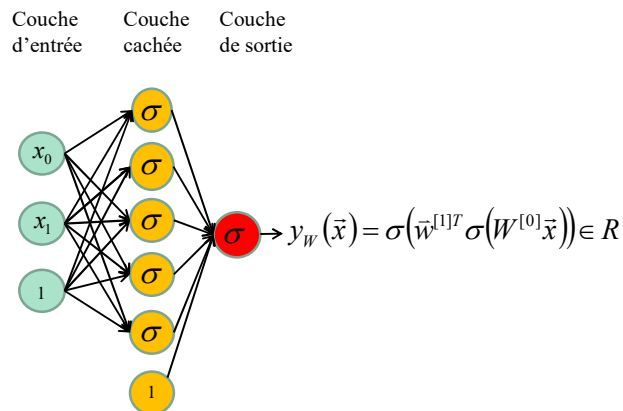 Couche
d’entrée
Couche
cachée
Couche
de sortie
x₀
x₁
1
σ
σ
σ
σ
σ
1
σ
y_W(x⃗) = σ(w⃗^{[1]T} σ(W^{[0]} x⃗)) ∈ R